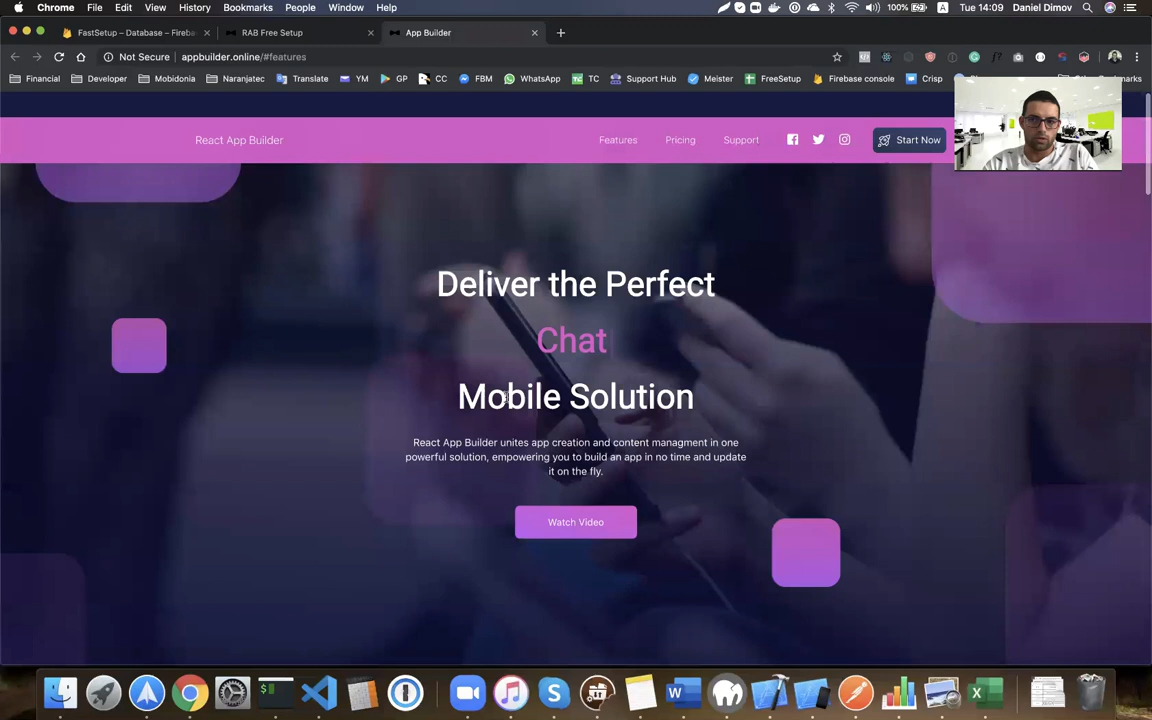 Chrome File Edit View History Bookmarks People Window Help 100% Tue 14:09 Daniel Dimov
FastSetup – Database – Fireba RAB Free Setup App Builder
Not Secure appbuilder.online/#features
Financial Developer Mobidonia Naranjatec Translate YM GP CC FBM WhatsApp TC Support Hub Meister FreeSetup Firebase console Crisp Bookmarks
React App Builder Features Pricing Support Start Now
Deliver the Perfect
Chat
Mobile Solution
React App Builder unites app creation and content managment in one
powerful solution, empowering you to build an app in no time and update
it on the fly.
Watch Video